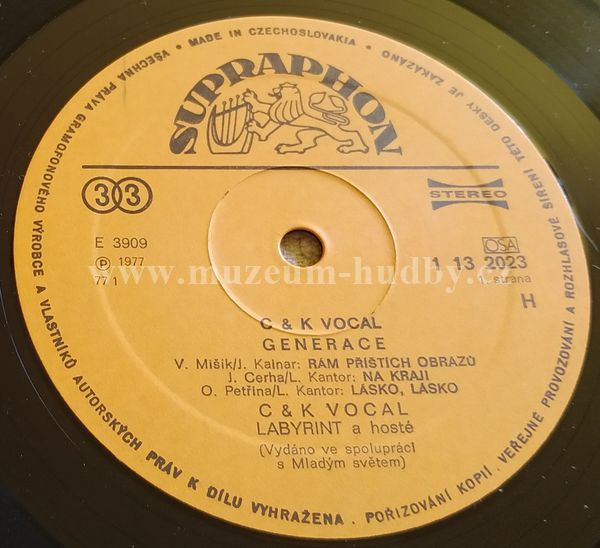 VŠECHNA PRÁVA GRAMOFONOVÉHO VÝROBCE A VLASTNÍKŮ AUTORSKÝCH PRÁV K DÍLU VYHRAŽENA . POŘIZOVÁNÍ KOPIÍ, VEŘEJNÉ PROVOZOVÁNÍ A ROZHLASOVÉ ŠÍŘENÍ TÉTO DESKY JE ZAKÁZÁNO • MADE IN CZECHOSLOVAKIA •
SUPRAPHON
33
STEREO
E 3909
Ⓟ 1977
77 1
OSA
1 13 2023
1. strana
H
www.muzeum-hudby.cz
C & K VOCAL
GENERACE
V. Mišík/J. Kainar: RÁM PŘÍŠTÍCH OBRAZŮ
J. Cerha/L. Kantor: NA KRAJI
O. Petřina/L. Kantor: LÁSKO, LÁSKO
C & K VOCAL
LABYRINT a hosté
(Vydáno ve spolupráci
s Mladým světem)